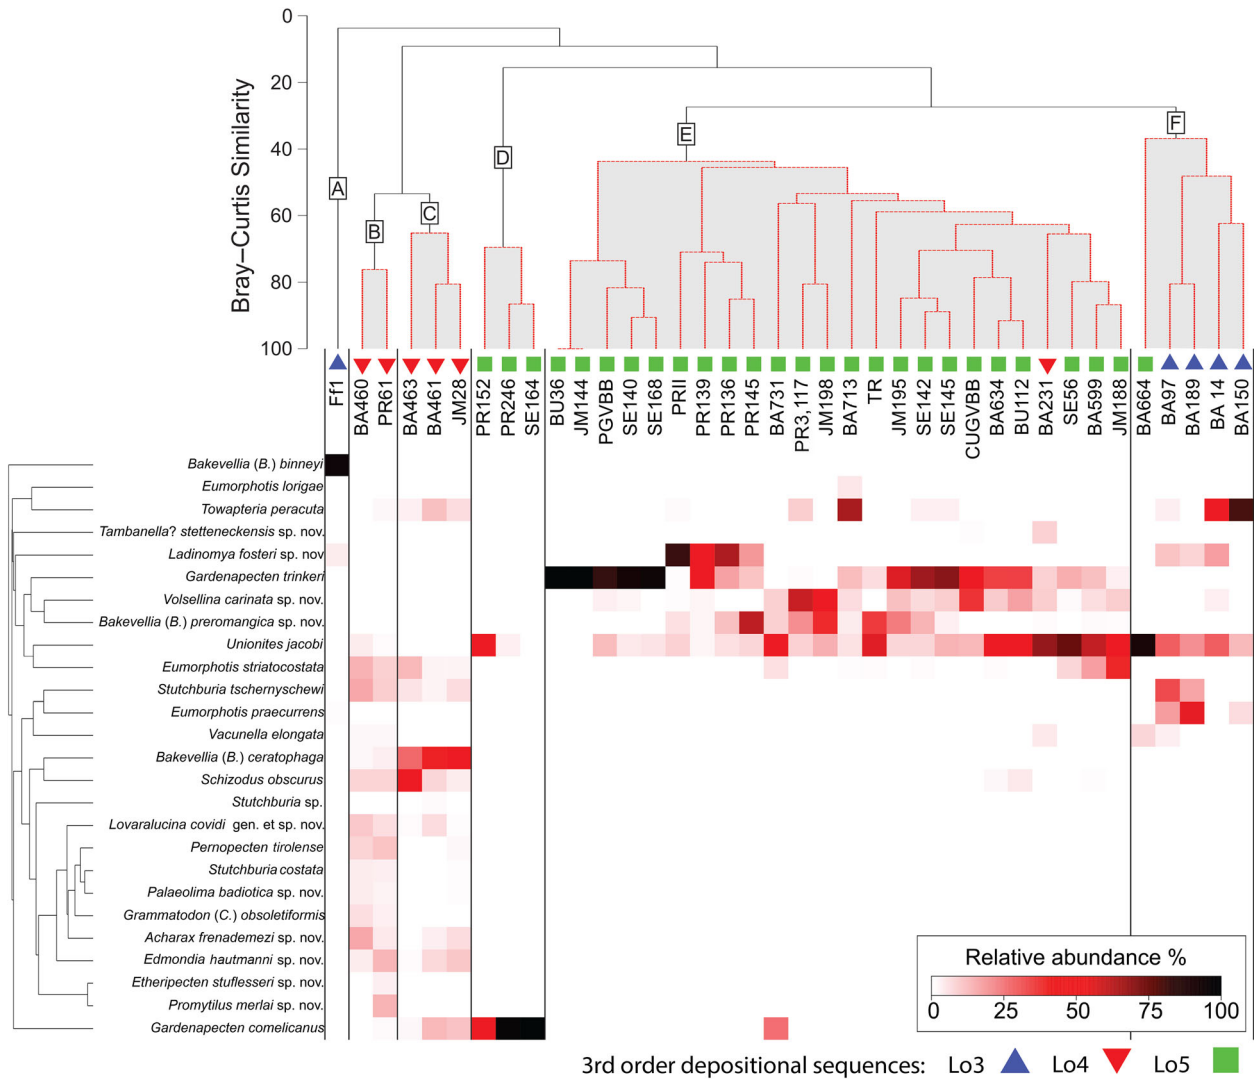 0
20
40
60
80
100
Bray–Curtis Similarity
A
B
C
D
E
F
Ff1
BA460
PR61
BA463
BA461
JM28
PR152
PR246
SE164
BU36
JM144
PGVBB
SE140
SE168
PRII
PR139
PR136
PR145
BA731
PR3,117
JM198
BA713
TR
JM195
SE142
SE145
CUGVBB
BA634
BU112
BA231
SE56
BA599
JM188
BA664
BA97
BA189
BA 14
BA150
Bakevellia (B.) binneyi
Eumorphotis lorigae
Towapteria peracuta
Tambanella? stetteneckensis sp. nov.
Ladinomya fosteri sp. nov
Gardenapecten trinkeri
Volsellina carinata sp. nov.
Bakevellia (B.) preromangica sp. nov.
Unionites jacobi
Eumorphotis striatocostata
Stutchburia tschernyschewi
Eumorphotis praecurrens
Vacunella elongata
Bakevellia (B.) ceratophaga
Schizodus obscurus
Stutchburia sp.
Lovaralucina covidi gen. et sp. nov.
Pernopecten tirolense
Stutchburia costata
Palaeolima badiotica sp. nov.
Grammatodon (C.) obsoletiformis
Acharax frenademezi sp. nov.
Edmondia hautmanni sp. nov.
Etheripecten stuflesseri sp. nov.
Promytilus merlai sp. nov.
Gardenapecten comelicanus
Relative abundance %
0 25 50 75 100
3rd order depositional sequences: Lo3 Lo4 Lo5